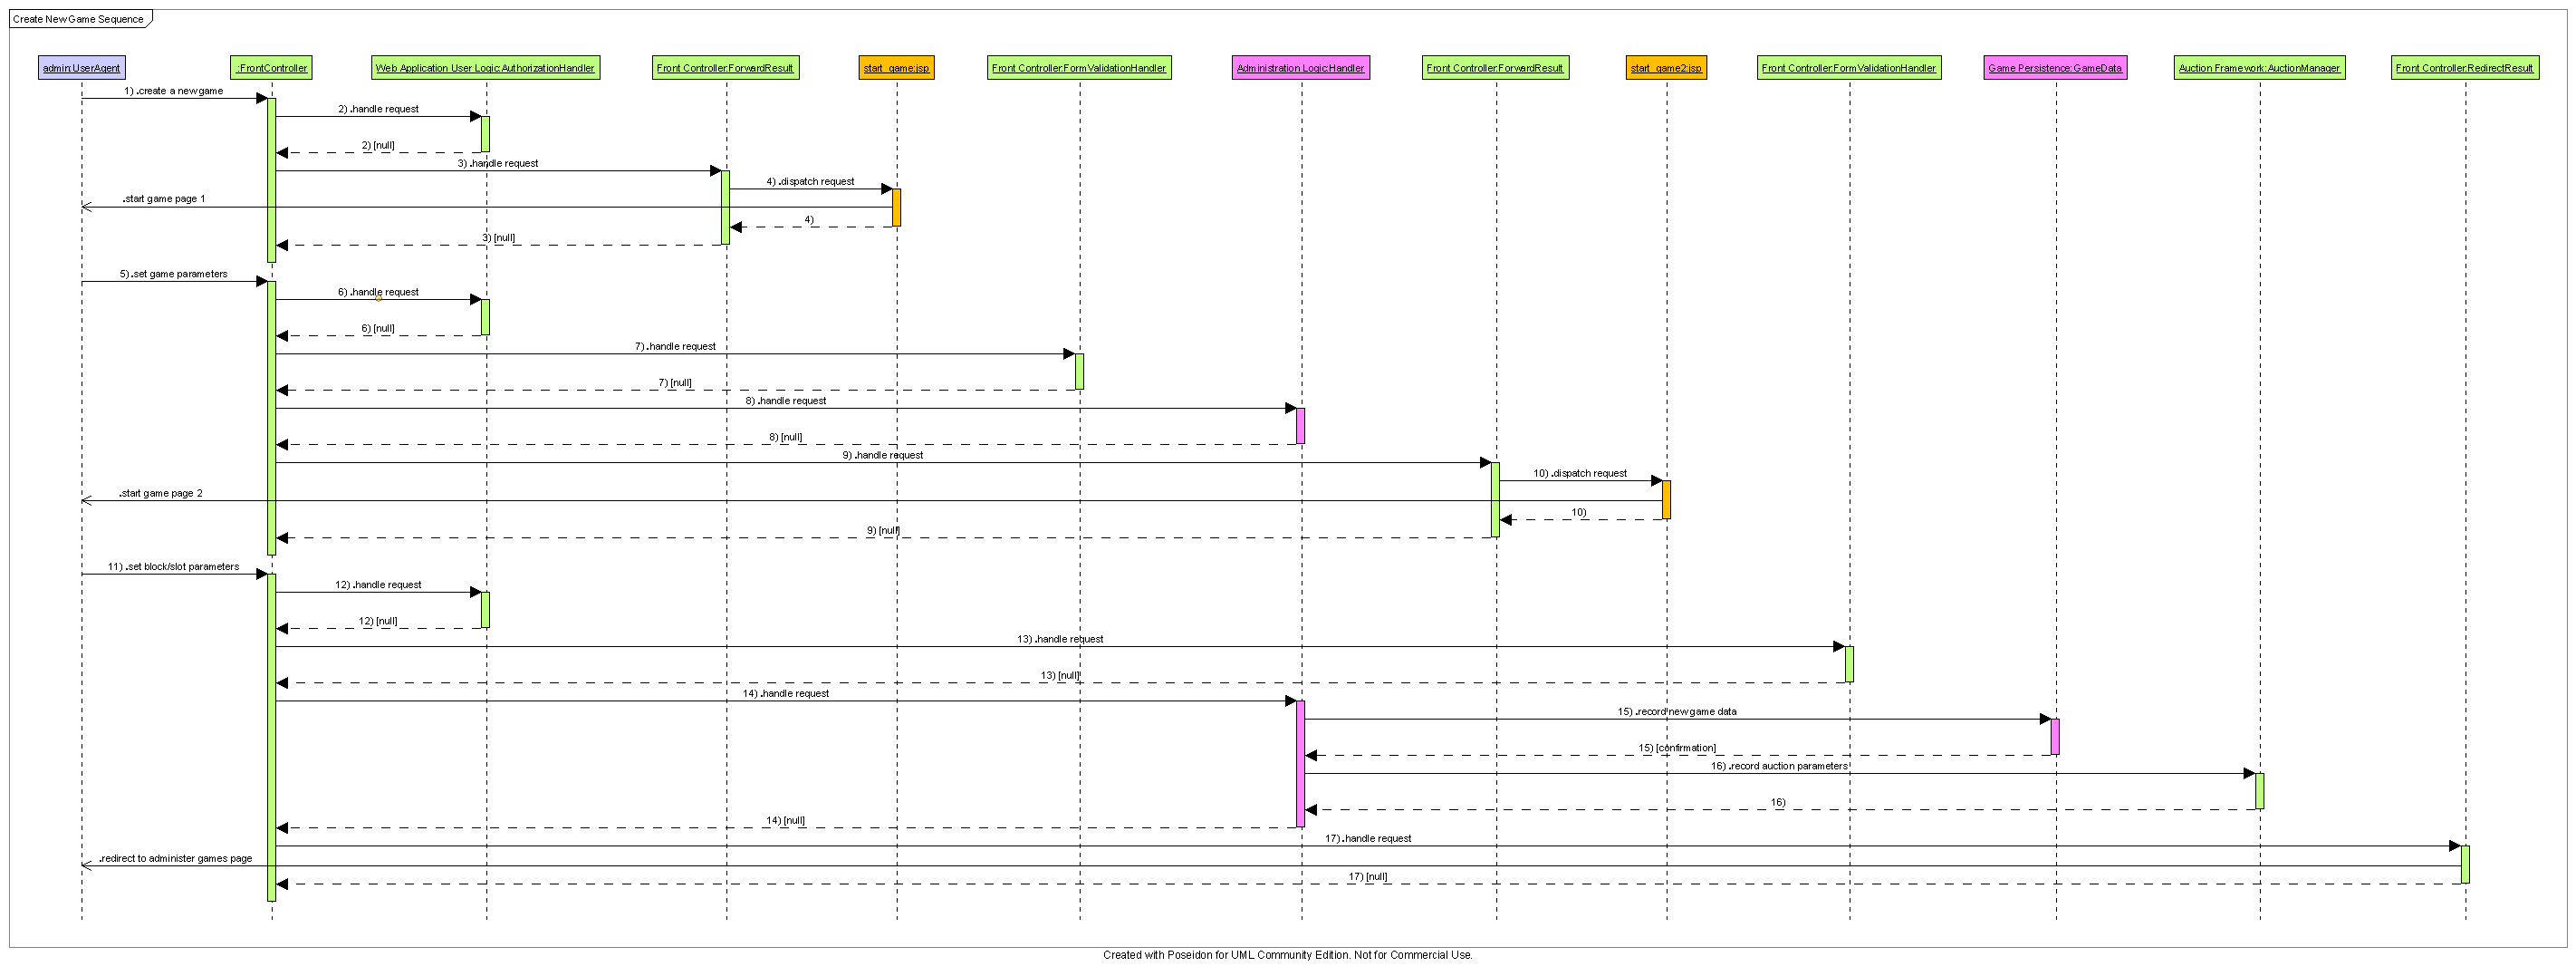 Create New Game Sequence
admin:UserAgent
:FrontController
Web Application User Logic:AuthorizationHandler
Front Controller:ForwardResult
start_game:jsp
Front Controller:FormValidationHandler
Administration Logic:Handler
Front Controller:ForwardResult
start_game2:jsp
Front Controller:FormValidationHandler
Game Persistence:GameData
Auction Framework:AuctionManager
Front Controller:RedirectResult
1) .create a new game
2) .handle request
2) [null]
3) .handle request
4) .dispatch request
.start game page 1
4)
3) [null]
5) .set game parameters
6) .handle request
6) [null]
7) .handle request
7) [null]
8) .handle request
8) [null]
9) .handle request
10) .dispatch request
.start game page 2
10)
9) [null]
11) .set block/slot parameters
12) .handle request
12) [null]
13) .handle request
13) [null]
14) .handle request
15) .record new game data
15) [confirmation]
16) .record auction parameters
16)
14) [null]
17) .handle request
.redirect to administer games page
17) [null]
Created with Poseidon for UML Community Edition. Not for Commercial Use.